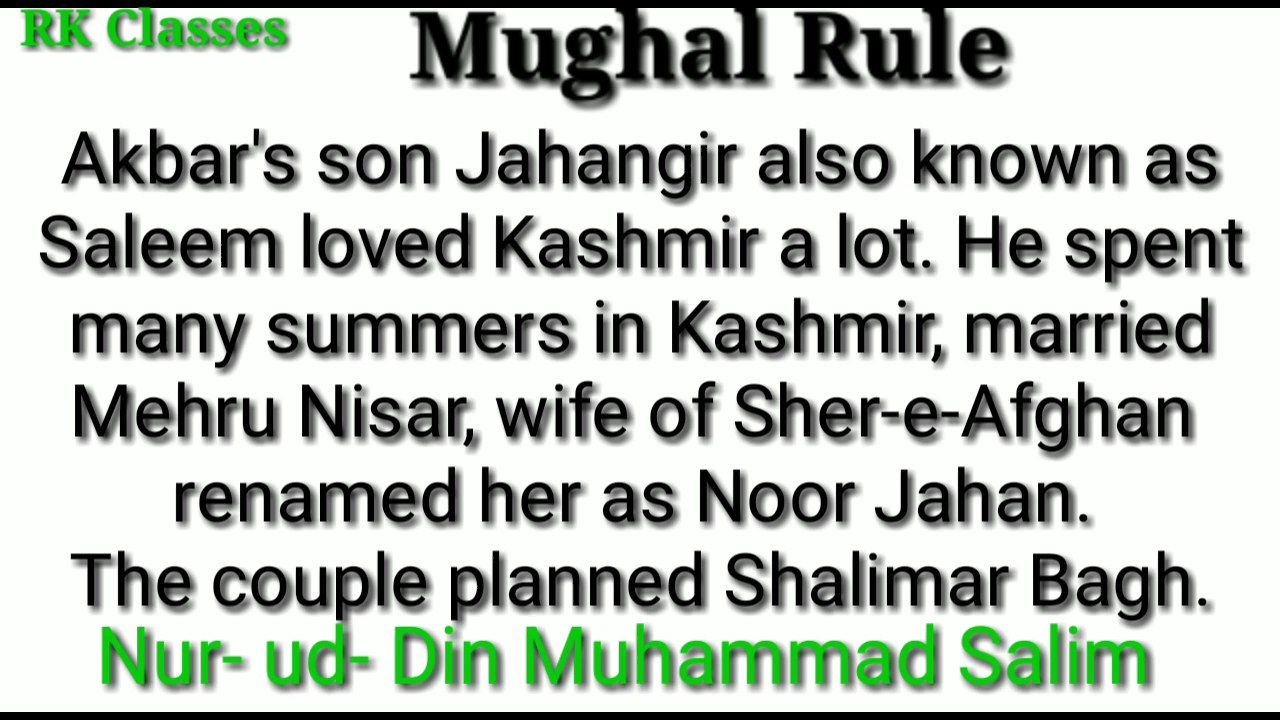 RK Classes
Mughal Rule
Akbar's son Jahangir also known as
Saleem loved Kashmir a lot. He spent
many summers in Kashmir, married
Mehru Nisar, wife of Sher-e-Afghan
renamed her as Noor Jahan.
The couple planned Shalimar Bagh.
Nur- ud- Din Muhammad Salim